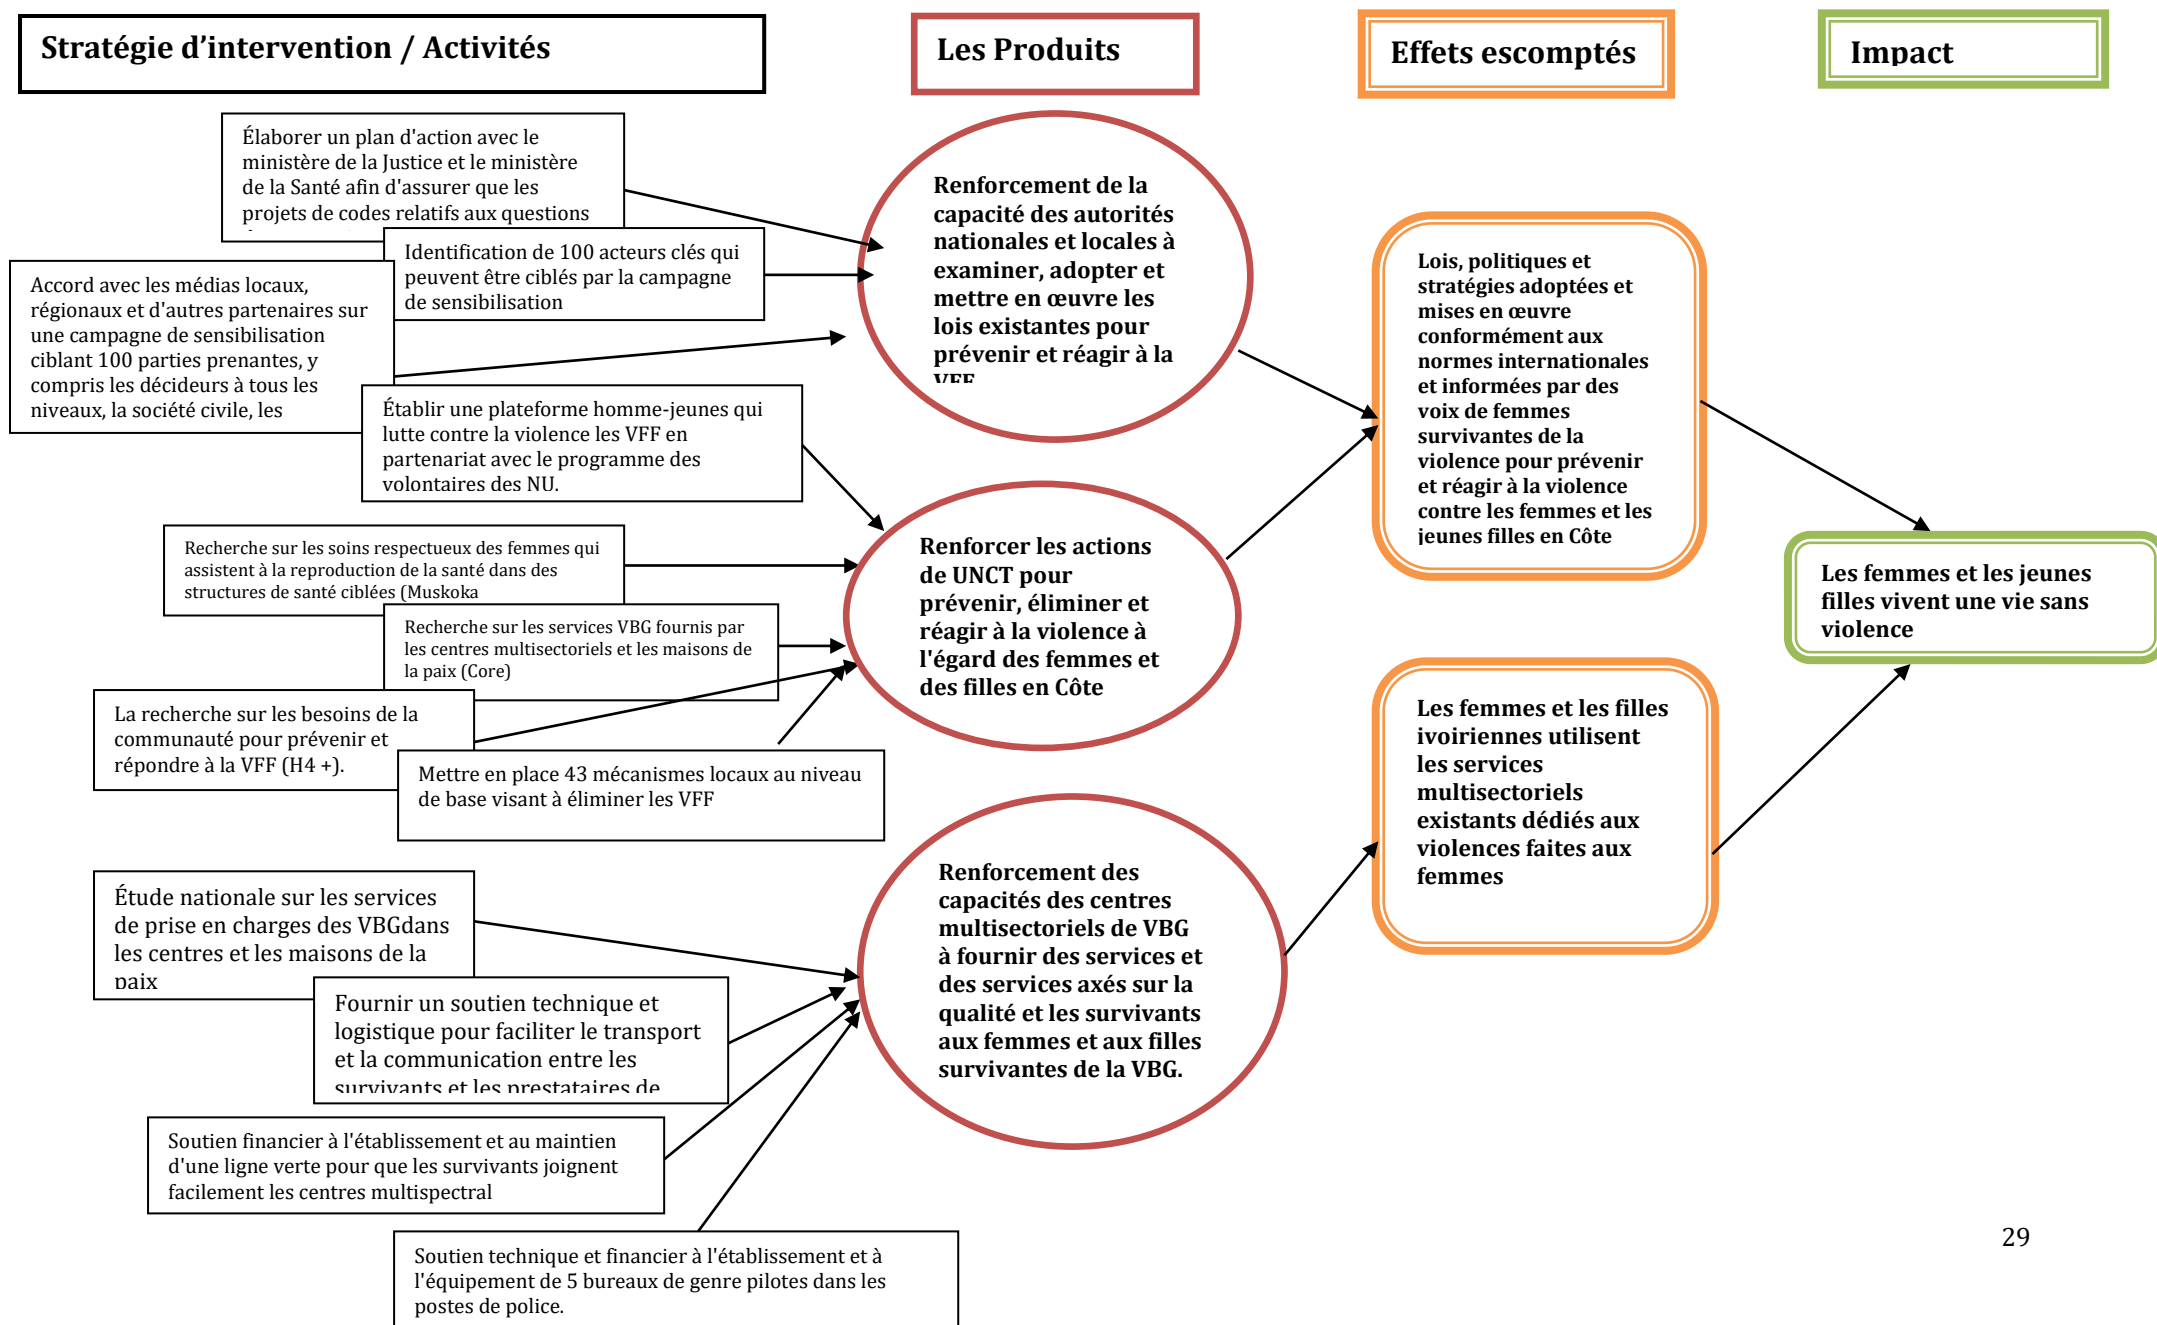 Stratégie d’intervention / Activités
Les Produits
Effets escomptés
Impact
Élaborer un plan d'action avec le
ministère de la Justice et le ministère
de la Santé afin d'assurer que les
projets de codes relatifs aux questions
Identification de 100 acteurs clés qui
peuvent être ciblés par la campagne
de sensibilisation
Accord avec les médias locaux,
régionaux et d'autres partenaires sur
une campagne de sensibilisation
ciblant 100 parties prenantes, y
compris les décideurs à tous les
niveaux, la société civile, les
Établir une plateforme homme-jeunes qui
lutte contre la violence les VFF en
partenariat avec le programme des
volontaires des NU.
Recherche sur les soins respectueux des femmes qui
assistent à la reproduction de la santé dans des
structures de santé ciblées (Muskoka
Recherche sur les services VBG fournis par
les centres multisectoriels et les maisons de
la paix (Core)
La recherche sur les besoins de la
communauté pour prévenir et
répondre à la VFF (H4 +).
Mettre en place 43 mécanismes locaux au niveau
de base visant à éliminer les VFF
Étude nationale sur les services
de prise en charges des VBGdans
les centres et les maisons de la
paix
Fournir un soutien technique et
logistique pour faciliter le transport
et la communication entre les
survivants et les prestataires de
Soutien financier à l'établissement et au maintien
d'une ligne verte pour que les survivants joignent
facilement les centres multispectral
Soutien technique et financier à l'établissement et à
l'équipement de 5 bureaux de genre pilotes dans les
postes de police.
Renforcement de la
capacité des autorités
nationales et locales à
examiner, adopter et
mettre en œuvre les
lois existantes pour
prévenir et réagir à la
VFF
Renforcer les actions
de UNCT pour
prévenir, éliminer et
réagir à la violence à
l'égard des femmes et
des filles en Côte
Renforcement des
capacités des centres
multisectoriels de VBG
à fournir des services et
des services axés sur la
qualité et les survivants
aux femmes et aux filles
survivantes de la VBG.
Lois, politiques et
stratégies adoptées et
mises en œuvre
conformément aux
normes internationales
et informées par des
voix de femmes
survivantes de la
violence pour prévenir
et réagir à la violence
contre les femmes et les
jeunes filles en Côte
Les femmes et les filles
ivoiriennes utilisent
les services
multisectoriels
existants dédiés aux
violences faites aux
femmes
Les femmes et les jeunes
filles vivent une vie sans
violence
29